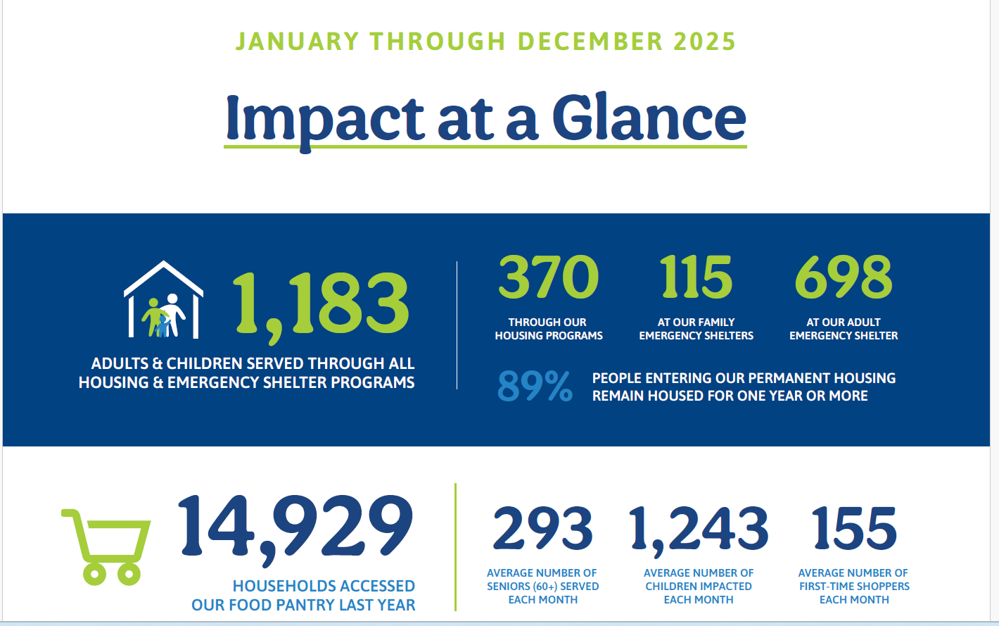 JANUARY THROUGH DECEMBER 2025
Impact at a Glance
1,183
ADULTS & CHILDREN SERVED THROUGH ALL
HOUSING & EMERGENCY SHELTER PROGRAMS
370
THROUGH OUR
HOUSING PROGRAMS
115
AT OUR FAMILY
EMERGENCY SHELTERS
698
AT OUR ADULT
EMERGENCY SHELTER
89%
PEOPLE ENTERING OUR PERMANENT HOUSING
REMAIN HOUSED FOR ONE YEAR OR MORE
14,929
HOUSEHOLDS ACCESSED
OUR FOOD PANTRY LAST YEAR
293
AVERAGE NUMBER OF
SENIORS (60+) SERVED
EACH MONTH
1,243
AVERAGE NUMBER OF
CHILDREN IMPACTED
EACH MONTH
155
AVERAGE NUMBER OF
FIRST-TIME SHOPPERS
EACH MONTH